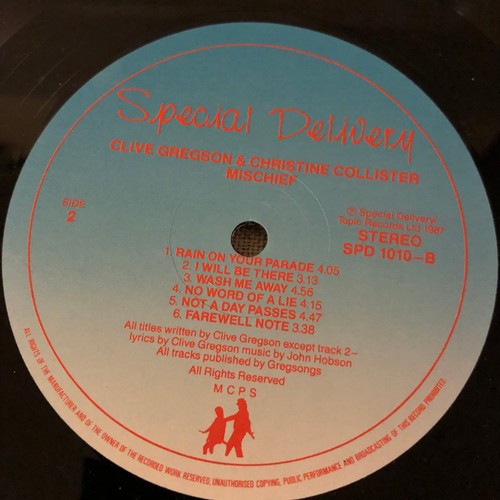 Special Delivery
CLIVE GREGSON & CHRISTINE COLLISTER
MISCHIEF
SIDE
2
℗ Special Delivery/
Topic Records Ltd 1987
STEREO
SPD 1010-B
1. RAIN ON YOUR PARADE 4.05
2. I WILL BE THERE 3.13
3. WASH ME AWAY 4.56
4. NO WORD OF A LIE 4.15
5. NOT A DAY PASSES 4.47
6. FAREWELL NOTE 3.38
All titles written by Clive Gregson except track 2-
lyrics by Clive Gregson music by John Hobson
All tracks published by Gregsongs
All Rights Reserved
M C P S
ALL RIGHTS OF THE MANUFACTURER AND OF THE OWNER OF THE RECORDED WORK RESERVED. UNAUTHORISED COPYING, PUBLIC PERFORMANCE AND BROADCASTING OF THIS RECORD PROHIBITED.